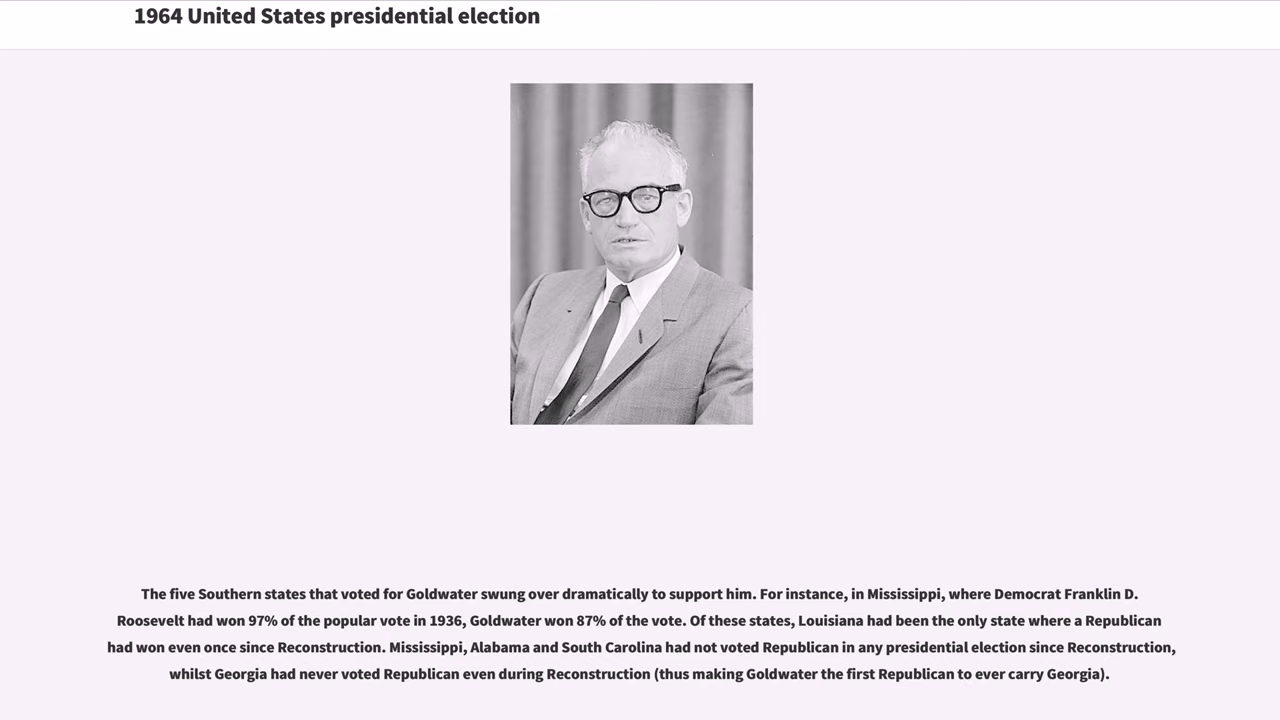 1964 United States presidential election
The five Southern states that voted for Goldwater swung over dramatically to support him. For instance, in Mississippi, where Democrat Franklin D.
Roosevelt had won 97% of the popular vote in 1936, Goldwater won 87% of the vote. Of these states, Louisiana had been the only state where a Republican
had won even once since Reconstruction. Mississippi, Alabama and South Carolina had not voted Republican in any presidential election since Reconstruction,
whilst Georgia had never voted Republican even during Reconstruction (thus making Goldwater the first Republican to ever carry Georgia).